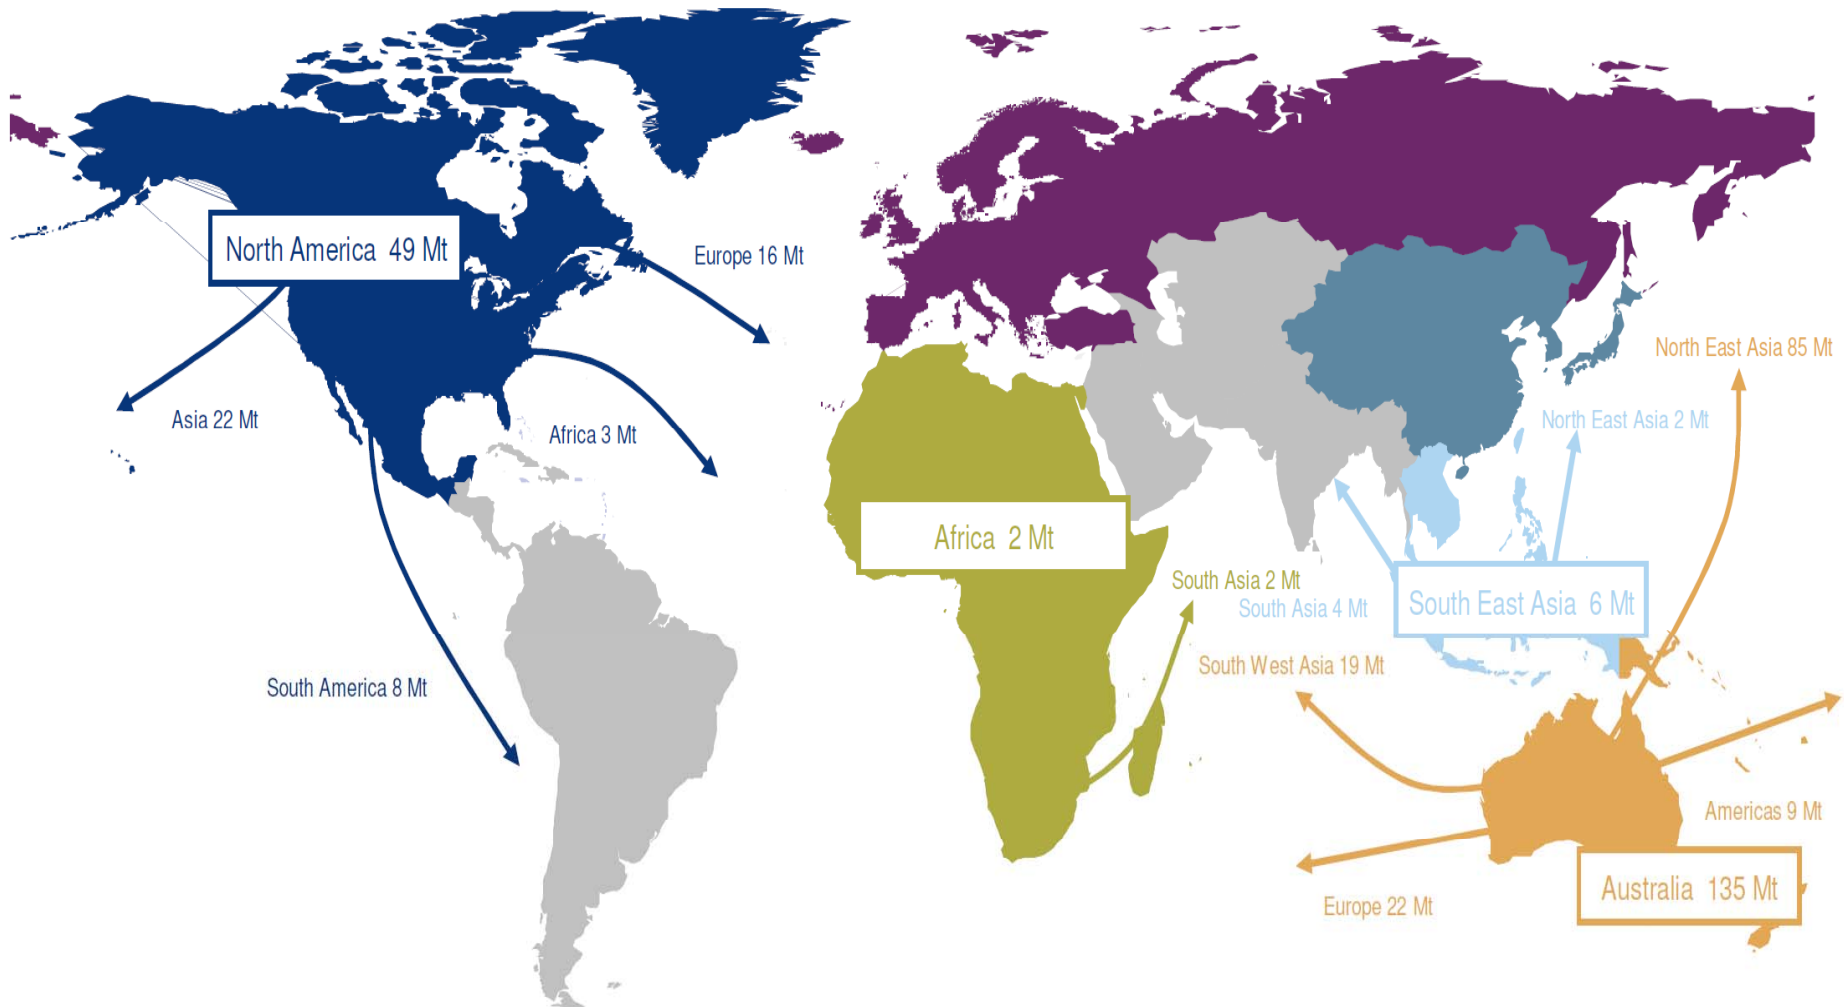 North America 49 Mt
Europe 16 Mt
Asia 22 Mt
Africa 3 Mt
South America 8 Mt
Africa 2 Mt
South Asia 2 Mt
North East Asia 85 Mt
North East Asia 2 Mt
South Asia 4 Mt
South East Asia 6 Mt
South West Asia 19 Mt
Americas 9 Mt
Australia 135 Mt
Europe 22 Mt